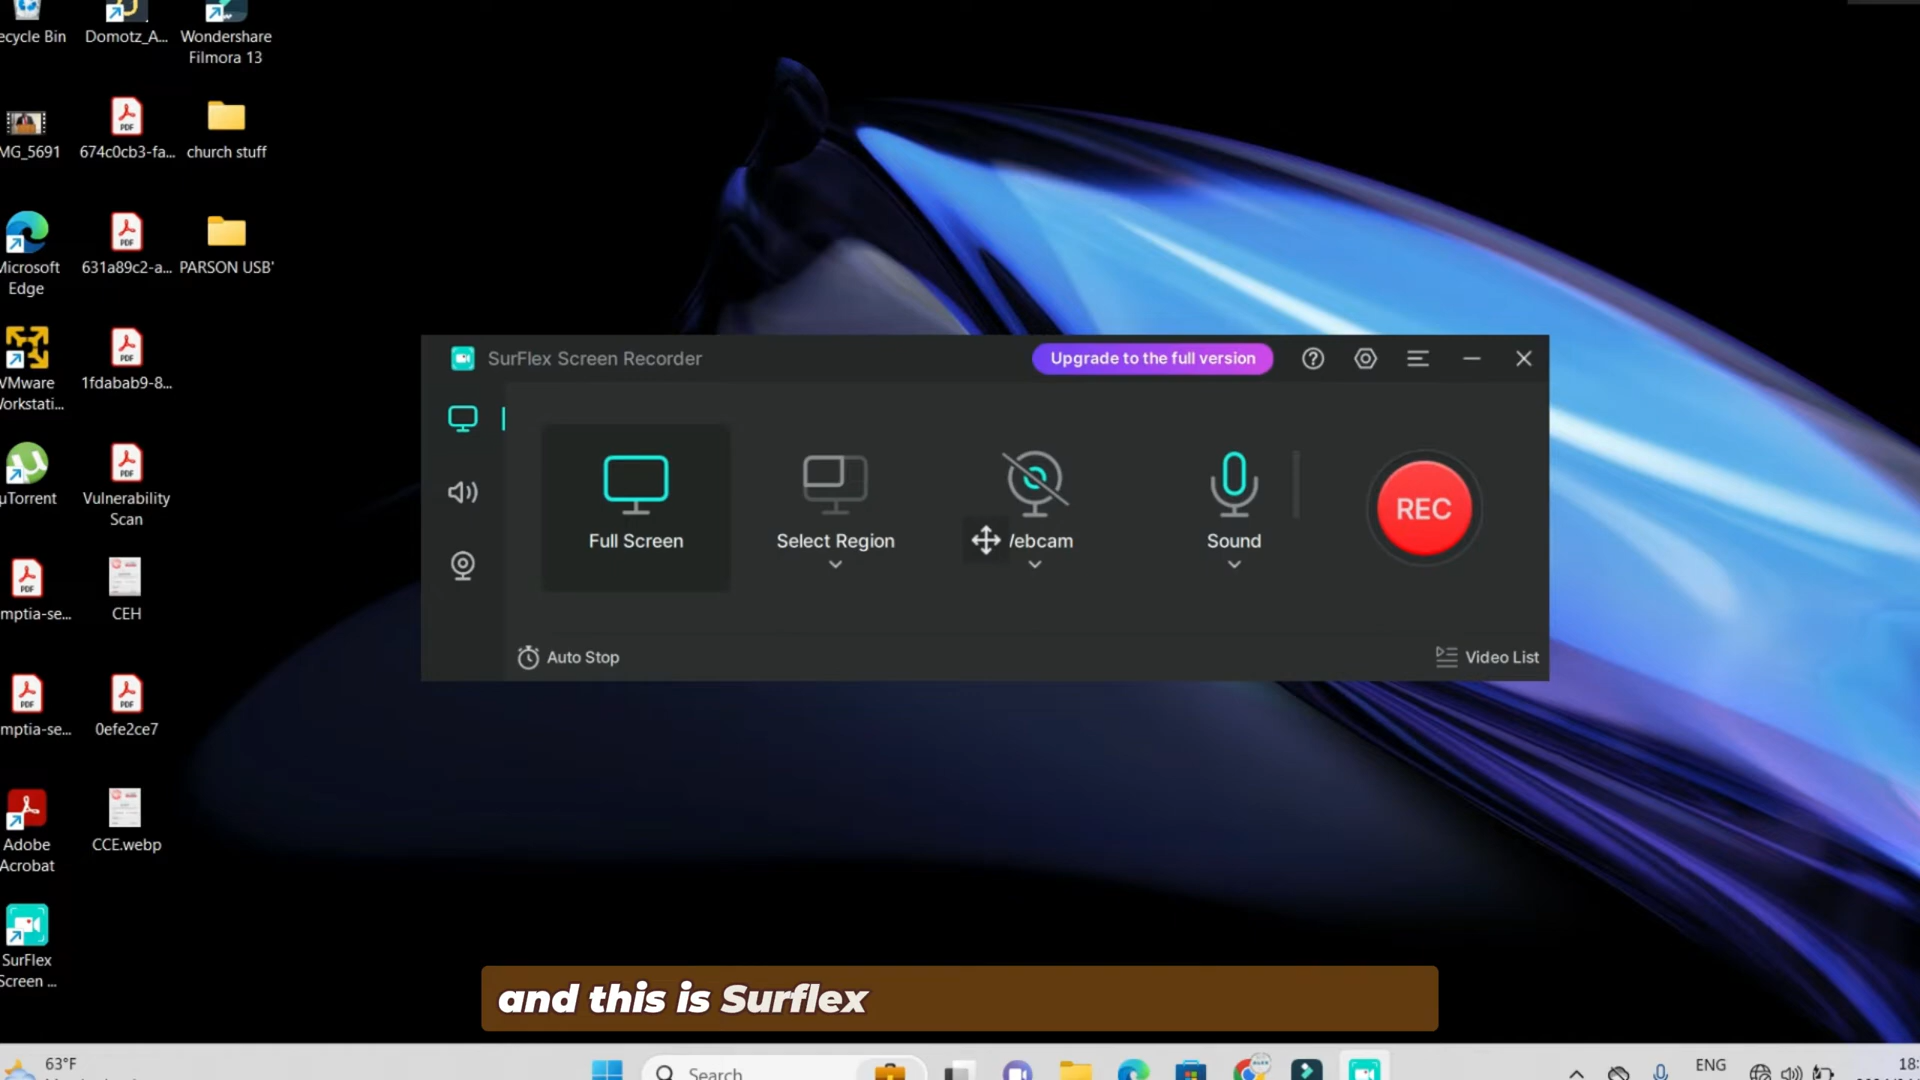 ecycle Bin
Domotz_A...
Wondershare
Filmora 13
MG_5691
674c0cb3-fa...
church stuff
Microsoft
Edge
631a89c2-a...
PARSON USB'
VMware
Workstati...
1fdabab9-8...
µTorrent
Vulnerability
Scan
mptia-se...
CEH
mptia-se...
0efe2ce7
Adobe
Acrobat
CCE.webp
SurFlex
Screen ...
SurFlex Screen Recorder
Upgrade to the full version
Full Screen
Select Region
ebcam
Sound
REC
Auto Stop
Video List
and this is Surflex
63°F
Search
ENG
18: